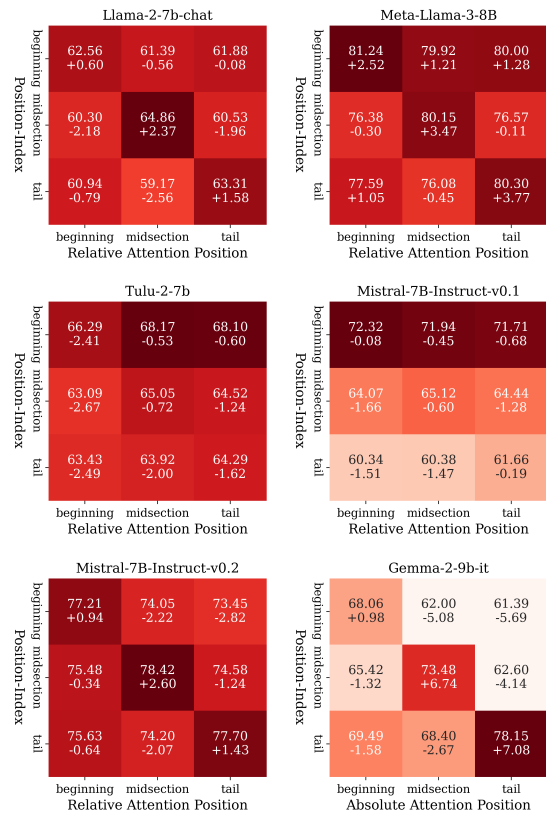 Llama-2-7b-chat
Position-Index
beginning
62.56 61.39 61.88
+0.60 -0.56 -0.08
midsection
60.30 64.86 60.53
-2.18 +2.37 -1.96
tail
60.94 59.17 63.31
-0.79 -2.56 +1.58
beginning midsection tail
Relative Attention Position
Meta-Llama-3-8B
Position-Index
beginning
81.24 79.92 80.00
+2.52 +1.21 +1.28
midsection
76.38 80.15 76.57
-0.30 +3.47 -0.11
tail
77.59 76.08 80.30
+1.05 -0.45 +3.77
beginning midsection tail
Relative Attention Position
Tulu-2-7b
Position-Index
beginning
66.29 68.17 68.10
-2.41 -0.53 -0.60
midsection
63.09 65.05 64.52
-2.67 -0.72 -1.24
tail
63.43 63.92 64.29
-2.49 -2.00 -1.62
beginning midsection tail
Relative Attention Position
Mistral-7B-Instruct-v0.1
Position-Index
beginning
72.32 71.94 71.71
-0.08 -0.45 -0.68
midsection
64.07 65.12 64.44
-1.66 -0.60 -1.28
tail
60.34 60.38 61.66
-1.51 -1.47 -0.19
beginning midsection tail
Relative Attention Position
Mistral-7B-Instruct-v0.2
Position-Index
beginning
77.21 74.05 73.45
+0.94 -2.22 -2.82
midsection
75.48 78.42 74.58
-0.34 +2.60 -1.24
tail
75.63 74.20 77.70
-0.64 -2.07 +1.43
beginning midsection tail
Relative Attention Position
Gemma-2-9b-it
Position-Index
beginning
68.06 62.00 61.39
+0.98 -5.08 -5.69
midsection
65.42 73.48 62.60
-1.32 +6.74 -4.14
tail
69.49 68.40 78.15
-1.58 -2.67 +7.08
beginning midsection tail
Absolute Attention Position